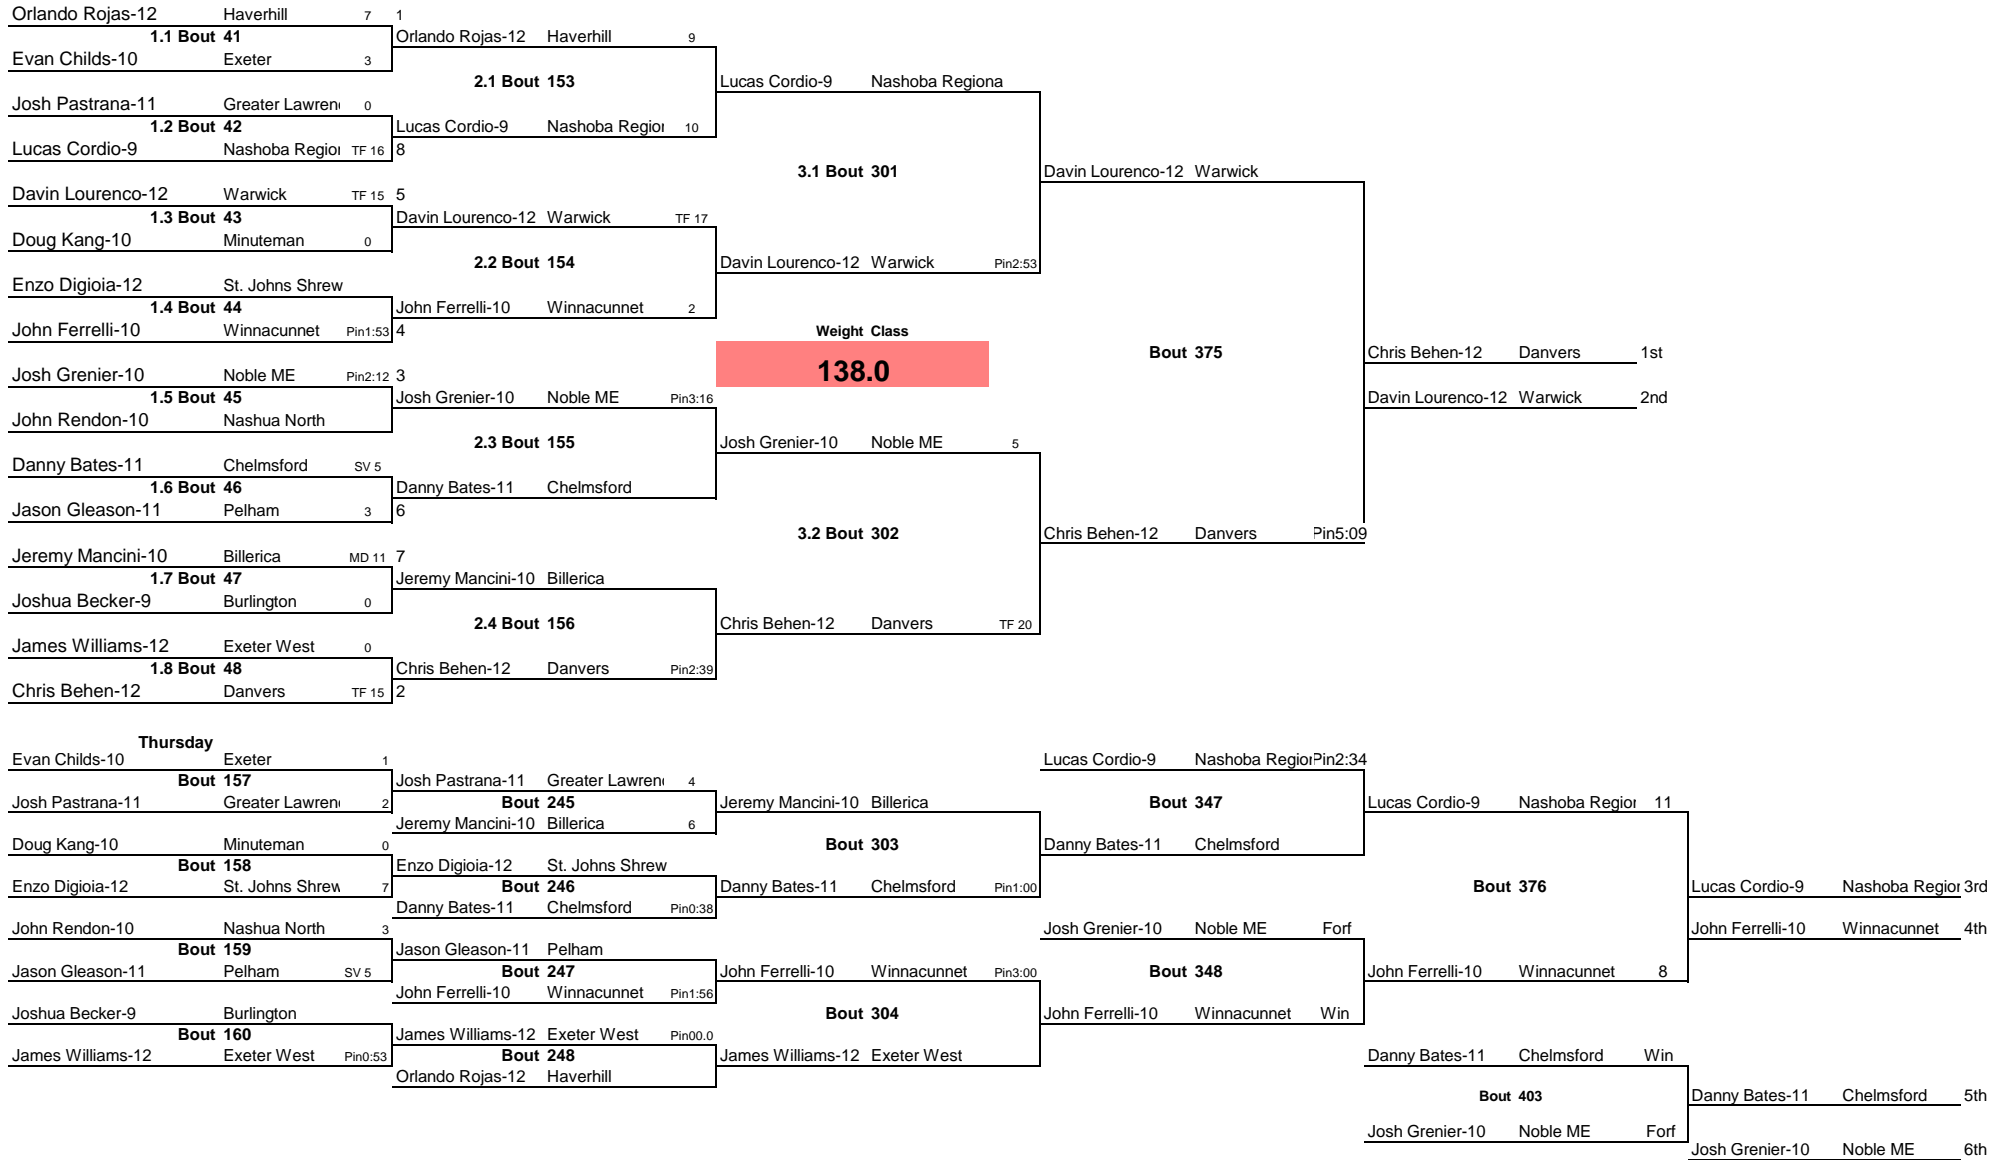 Orlando Rojas-12 Haverhill 7 1
1.1 Bout 41 Orlando Rojas-12 Haverhill 9
Evan Childs-10 Exeter 3
2.1 Bout 153 Lucas Cordio-9 Nashoba Regiona
Josh Pastrana-11 Greater Lawren 0
1.2 Bout 42 Lucas Cordio-9 Nashoba Regior 10
Lucas Cordio-9 Nashoba Regior TF 16 8
3.1 Bout 301 Davin Lourenco-12 Warwick
Davin Lourenco-12 Warwick TF 15 5
1.3 Bout 43 Davin Lourenco-12 Warwick TF 17
Doug Kang-10 Minuteman 0
2.2 Bout 154 Davin Lourenco-12 Warwick Pin2:53
Enzo Digioia-12 St. Johns Shrew
1.4 Bout 44 John Ferrelli-10 Winnacunnet 2
John Ferrelli-10 Winnacunnet Pin1:53 4 Weight Class
Bout 375 Chris Behen-12 Danvers 1st
Josh Grenier-10 Noble ME Pin2:12 3 138.0
1.5 Bout 45 Josh Grenier-10 Noble ME Pin3:16 Davin Lourenco-12 Warwick 2nd
John Rendon-10 Nashua North
2.3 Bout 155 Josh Grenier-10 Noble ME 5
Danny Bates-11 Chelmsford SV 5
1.6 Bout 46 Danny Bates-11 Chelmsford
Jason Gleason-11 Pelham 3 6
3.2 Bout 302 Chris Behen-12 Danvers Pin5:09
Jeremy Mancini-10 Billerica MD 11 7
1.7 Bout 47 Jeremy Mancini-10 Billerica
Joshua Becker-9 Burlington 0
2.4 Bout 156 Chris Behen-12 Danvers TF 20
James Williams-12 Exeter West 0
1.8 Bout 48 Chris Behen-12 Danvers Pin2:39
Chris Behen-12 Danvers TF 15 2
Thursday
Evan Childs-10 Exeter 1 Lucas Cordio-9 Nashoba RegiorPin2:34
Bout 157 Josh Pastrana-11 Greater Lawren 4
Josh Pastrana-11 Greater Lawren 2 Bout 245 Jeremy Mancini-10 Billerica Bout 347 Lucas Cordio-9 Nashoba Regior 11
Jeremy Mancini-10 Billerica 6
Doug Kang-10 Minuteman 0 Bout 303 Danny Bates-11 Chelmsford
Bout 158 Enzo Digioia-12 St. Johns Shrew
Enzo Digioia-12 St. Johns Shrew 7 Bout 246 Danny Bates-11 Chelmsford Pin1:00 Bout 376 Lucas Cordio-9 Nashoba Regior 3rd
Danny Bates-11 Chelmsford Pin0:38
John Rendon-10 Nashua North 3 Josh Grenier-10 Noble ME Forf John Ferrelli-10 Winnacunnet 4th
Bout 159 Jason Gleason-11 Pelham
Jason Gleason-11 Pelham SV 5 Bout 247 John Ferrelli-10 Winnacunnet Pin3:00 Bout 348 John Ferrelli-10 Winnacunnet 8
John Ferrelli-10 Winnacunnet Pin1:56
Joshua Becker-9 Burlington Bout 304 John Ferrelli-10 Winnacunnet Win
Bout 160 James Williams-12 Exeter West Pin00.0
James Williams-12 Exeter West Pin0:53 Bout 248 James Williams-12 Exeter West Danny Bates-11 Chelmsford Win
Orlando Rojas-12 Haverhill
Bout 403 Danny Bates-11 Chelmsford 5th
Josh Grenier-10 Noble ME Forf
Josh Grenier-10 Noble ME 6th